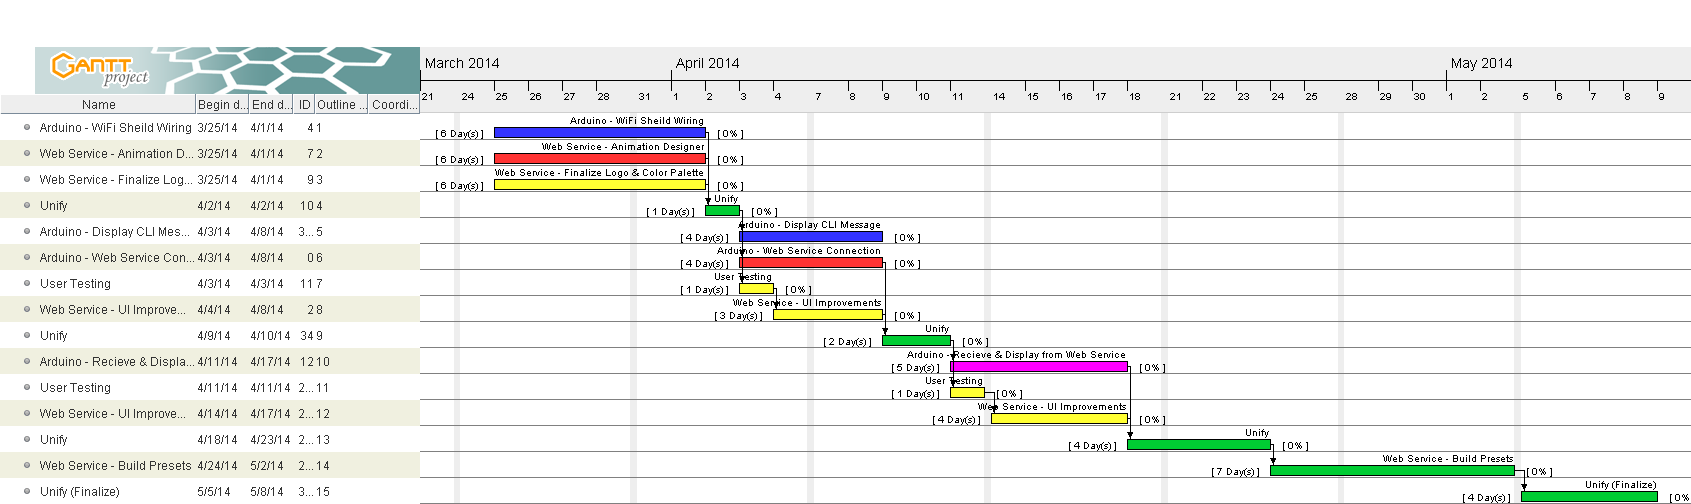 GANTT project
March 2014 April 2014 May 2014
Name Begin d... End d... ID Outline ... Coordi...
21 24 25 26 27 28 31 1 2 3 4 7 8 9 10 11 14 15 16 17 18 21 22 23 24 25 28 29 30 1 2 5 6 7 8 9
Arduino - WiFi Sheild Wiring 3/25/14 4/1/14 4 1 [ 6 Day(s) ] Arduino - WiFi Sheild Wiring [ 0% ]
Web Service - Animation D... 3/25/14 4/1/14 7 2 [ 6 Day(s) ] Web Service - Animation Designer [ 0% ]
Web Service - Finalize Log... 3/25/14 4/1/14 9 3 [ 6 Day(s) ] Web Service - Finalize Logo & Color Palette [ 0% ]
Unify 4/2/14 4/2/14 10 4 [ 1 Day(s) ] Unify [ 0% ]
Arduino - Display CLI Mes... 4/3/14 4/8/14 3... 5 [ 4 Day(s) ] Arduino - Display CLI Message [ 0% ]
Arduino - Web Service Con... 4/3/14 4/8/14 0 6 [ 4 Day(s) ] Arduino - Web Service Connection [ 0% ]
User Testing 4/3/14 4/3/14 11 7 [ 1 Day(s) ] User Testing [ 0% ]
Web Service - UI Improve... 4/4/14 4/8/14 2 8 [ 3 Day(s) ] Web Service - UI Improvements [ 0% ]
Unify 4/9/14 4/10/14 34 9 [ 2 Day(s) ] Unify [ 0% ]
Arduino - Recieve & Displa... 4/11/14 4/17/14 12 10 [ 5 Day(s) ] Arduino - Recieve & Display from Web Service [ 0% ]
User Testing 4/11/14 4/11/14 2... 11 [ 1 Day(s) ] User Testing [ 0% ]
Web Service - UI Improve... 4/14/14 4/17/14 2... 12 [ 4 Day(s) ] Web Service - UI Improvements [ 0% ]
Unify 4/18/14 4/23/14 2... 13 [ 4 Day(s) ] Unify [ 0% ]
Web Service - Build Presets 4/24/14 5/2/14 2... 14 [ 7 Day(s) ] Web Service - Build Presets [ 0% ]
Unify (Finalize) 5/5/14 5/8/14 3... 15 [ 4 Day(s) ] Unify (Finalize) [ 0%